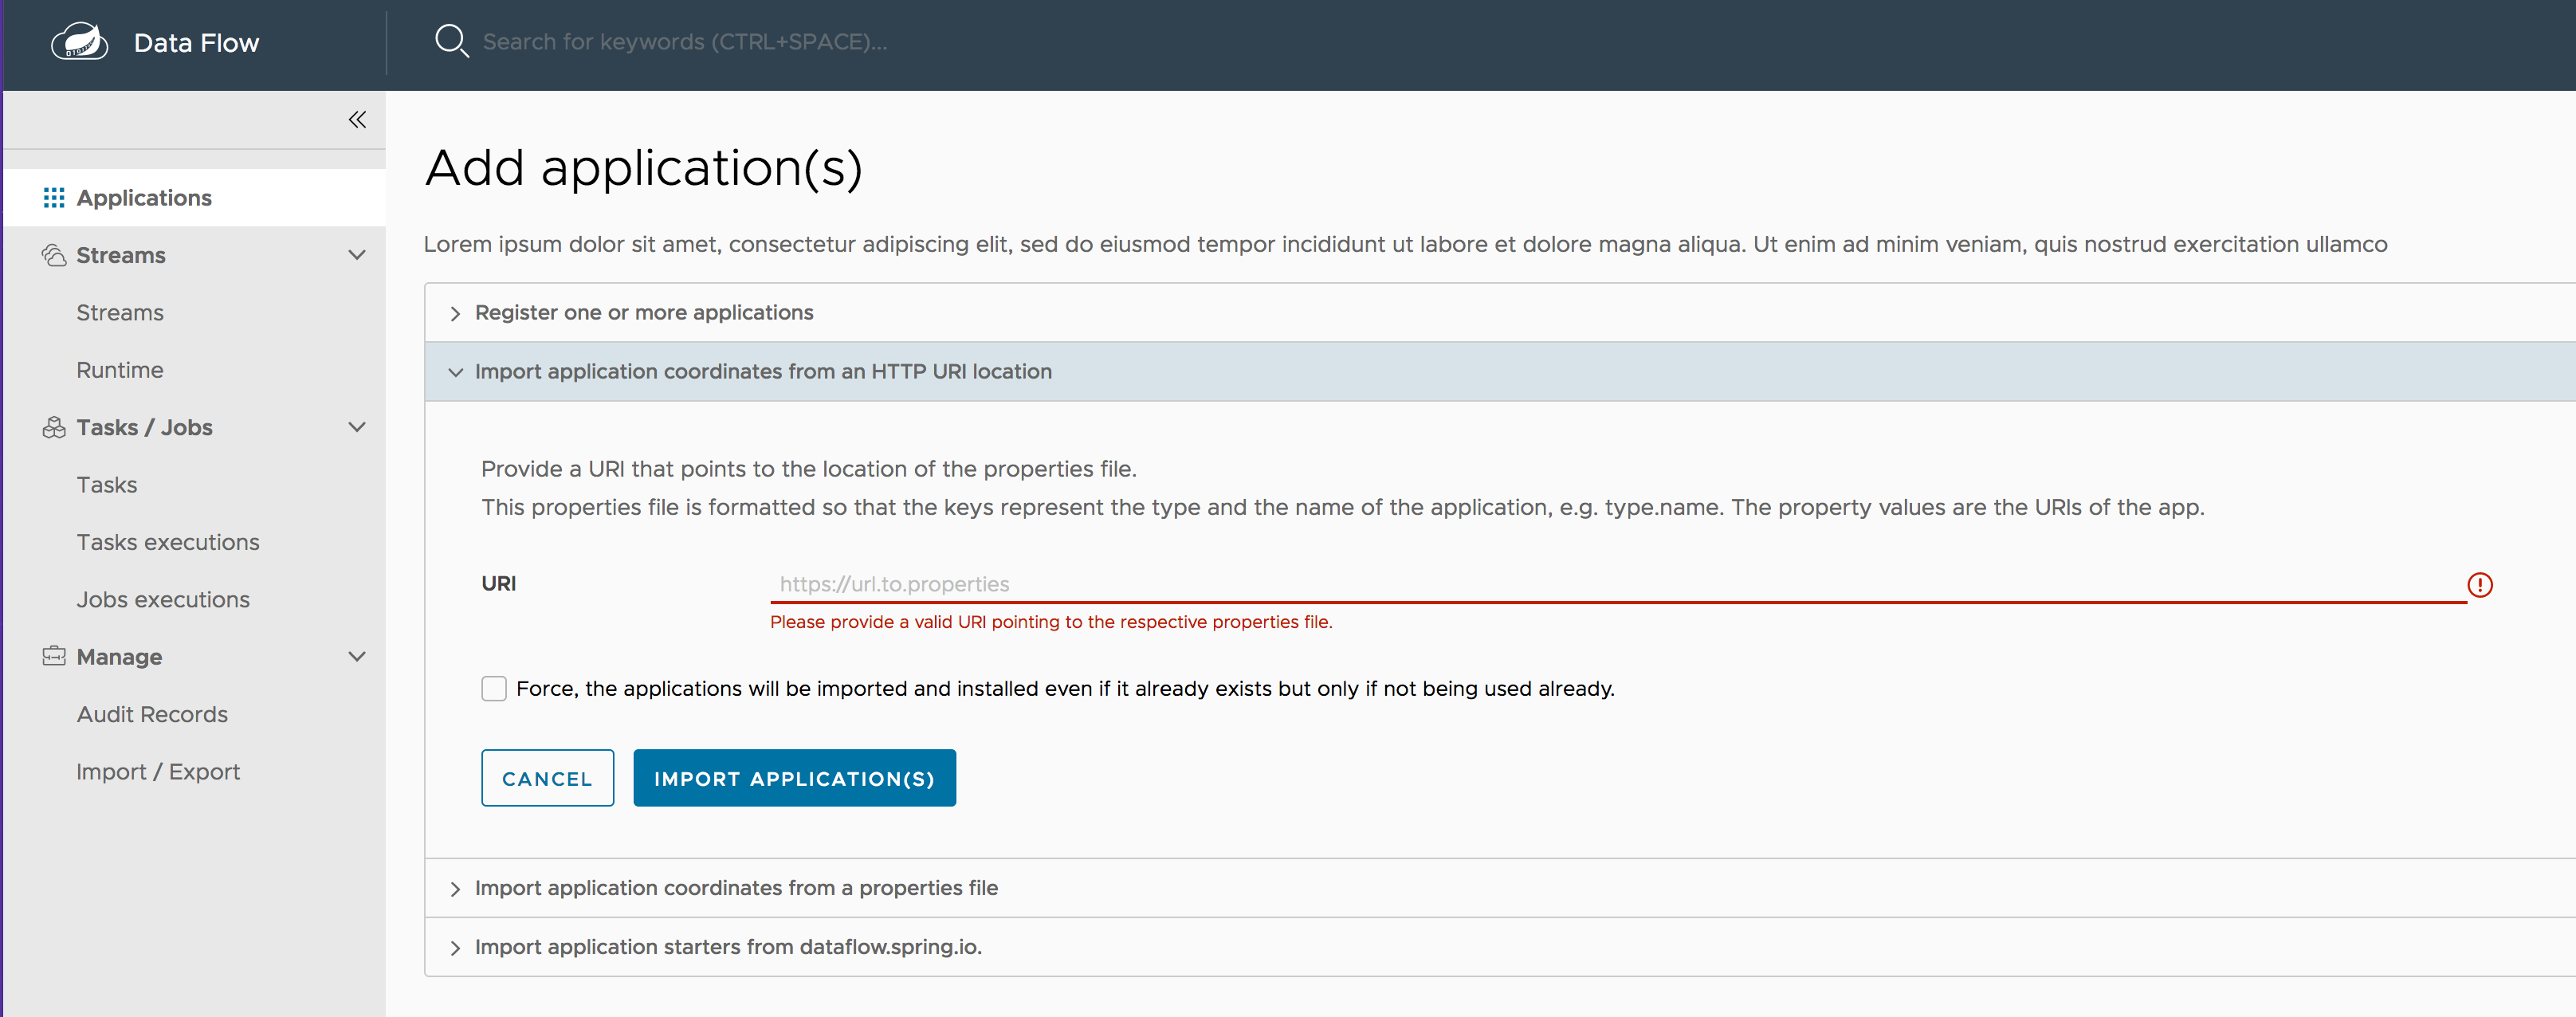 Data Flow
Search for keywords (CTRL+SPACE)...
Applications
Streams
Streams
Runtime
Tasks / Jobs
Tasks
Tasks executions
Jobs executions
Manage
Audit Records
Import / Export
Add application(s)
Lorem ipsum dolor sit amet, consectetur adipiscing elit, sed do eiusmod tempor incididunt ut labore et dolore magna aliqua. Ut enim ad minim veniam, quis nostrud exercitation ullamco
Register one or more applications
Import application coordinates from an HTTP URI location
Provide a URI that points to the location of the properties file.
This properties file is formatted so that the keys represent the type and the name of the application, e.g. type.name. The property values are the URIs of the app.
URI
https://url.to.properties
Please provide a valid URI pointing to the respective properties file.
Force, the applications will be imported and installed even if it already exists but only if not being used already.
CANCEL
IMPORT APPLICATION(S)
Import application coordinates from a properties file
Import application starters from dataflow.spring.io.